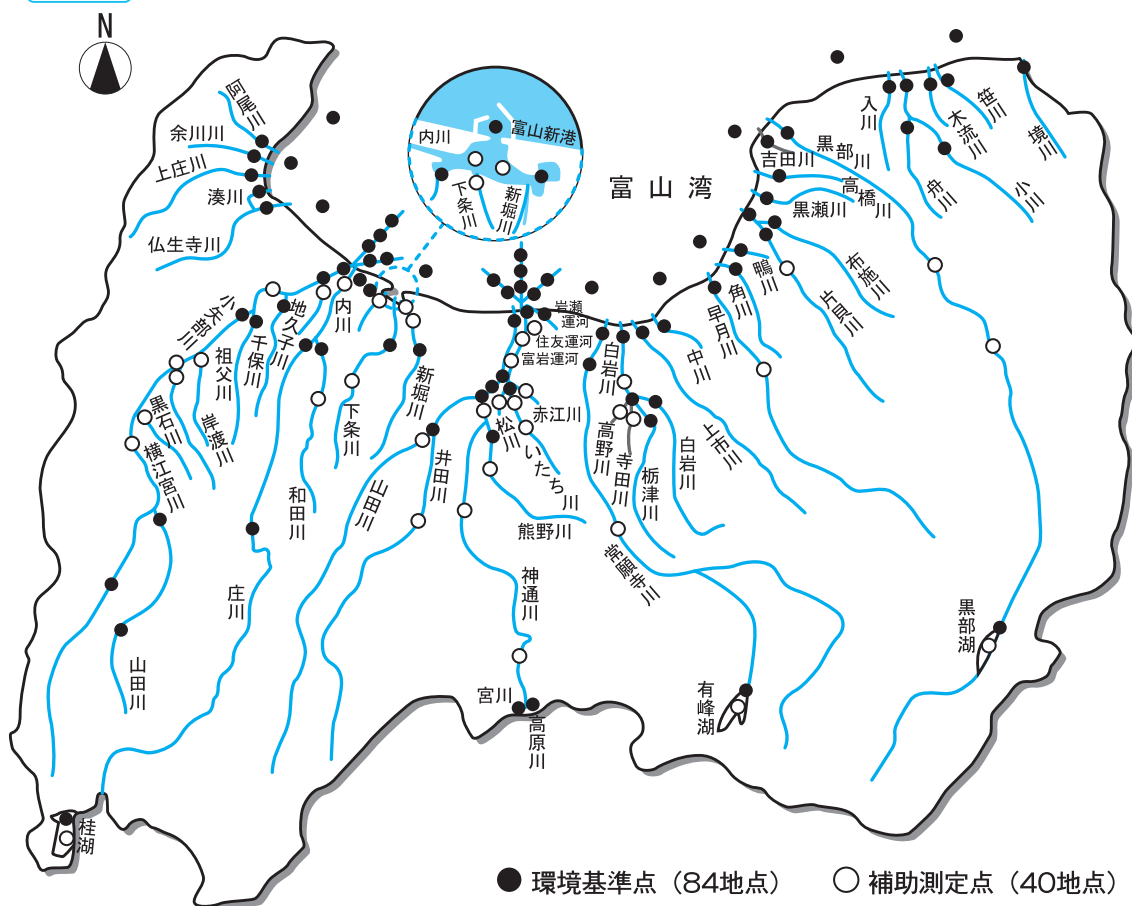 N
阿尾川
余川川
上庄川
湊川
仏生寺川
内川
富山新港
下条川
新堀川
富山湾
入川
木流川
笹川
境川
舟川
小川
吉田川
黒部川
高橋川
黒瀬川
布施川
片貝川
鴨川
角川
早月川
中川
岩瀬運河
住友運河
富岩運河
小矢部川
地久子川
内川
千保川
祖父川
岸渡川
黒石川
横江宮川
新堀川
下条川
和田川
山田川
井田川
松川
赤江川
いたち川
熊野川
白岩川
高野川
寺田川
栃津川
白岩川
上市川
常願寺川
神通川
庄川
山田川
宮川
高原川
有峰湖
黒部湖
桂湖
環境基準点（84地点）
補助測定点（40地点）